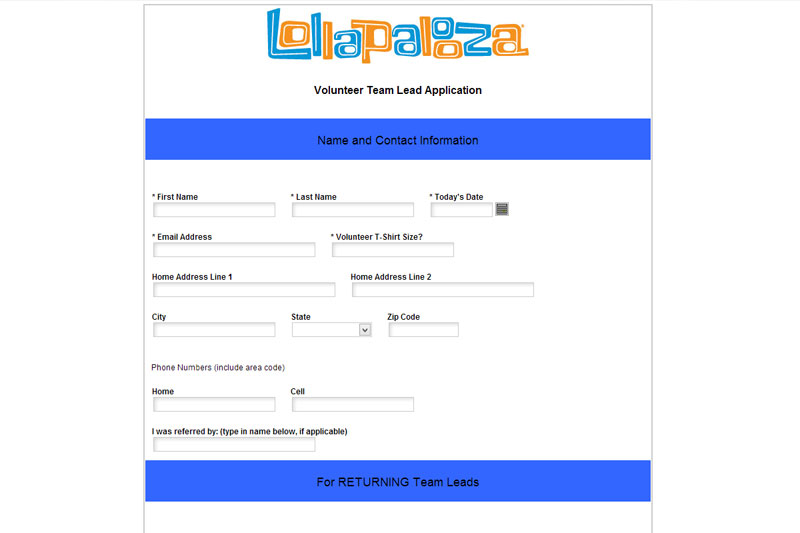 Lollapalooza
Volunteer Team Lead Application
Name and Contact Information
* First Name * Last Name * Today's Date
* Email Address * Volunteer T-Shirt Size?
Home Address Line 1 Home Address Line 2
City State Zip Code
Phone Numbers (include area code)
Home Cell
I was referred by: (type in name below, if applicable)
For RETURNING Team Leads